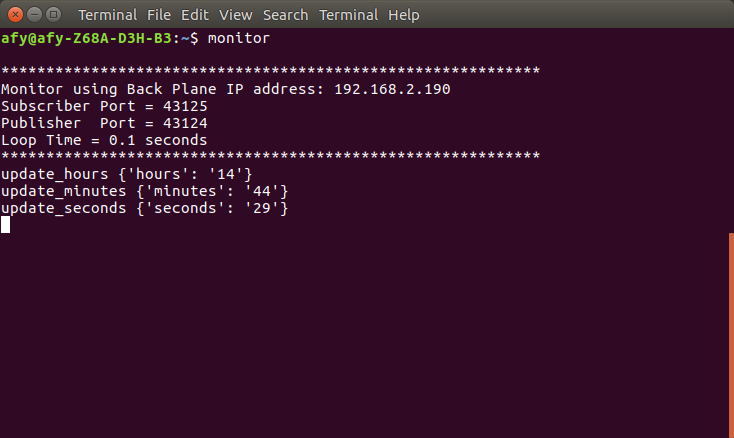 Terminal File Edit View Search Terminal Help
afy@afy-Z68A-D3H-B3:~$ monitor
************************************************************
Monitor using Back Plane IP address: 192.168.2.190
Subscriber Port = 43125
Publisher  Port = 43124
Loop Time = 0.1 seconds
************************************************************
update_hours {'hours': '14'}
update_minutes {'minutes': '44'}
update_seconds {'seconds': '29'}